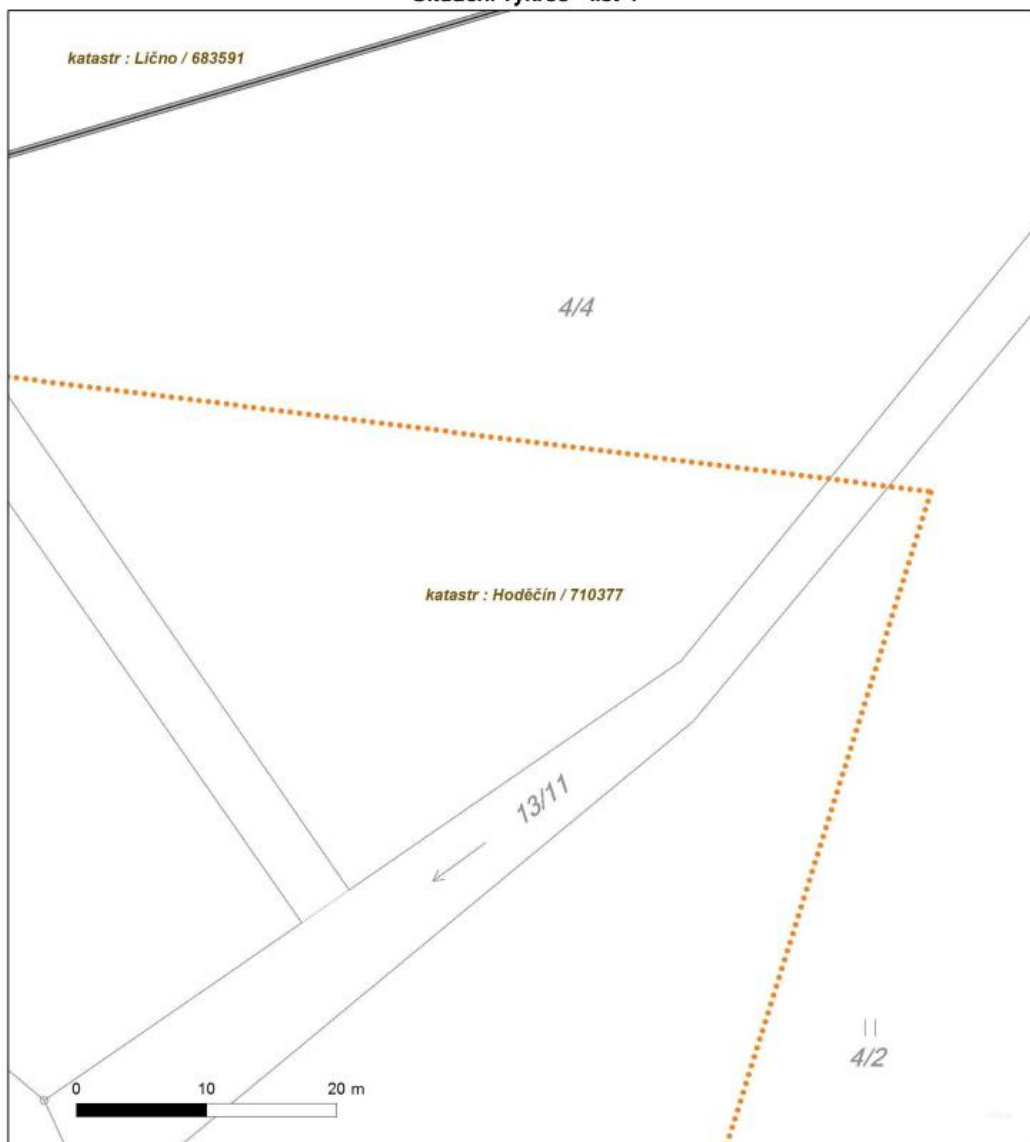 katastr : Lično / 683591
4/4
katastr : Hoděčín / 710377
13/11
4/2
0 10 20 m